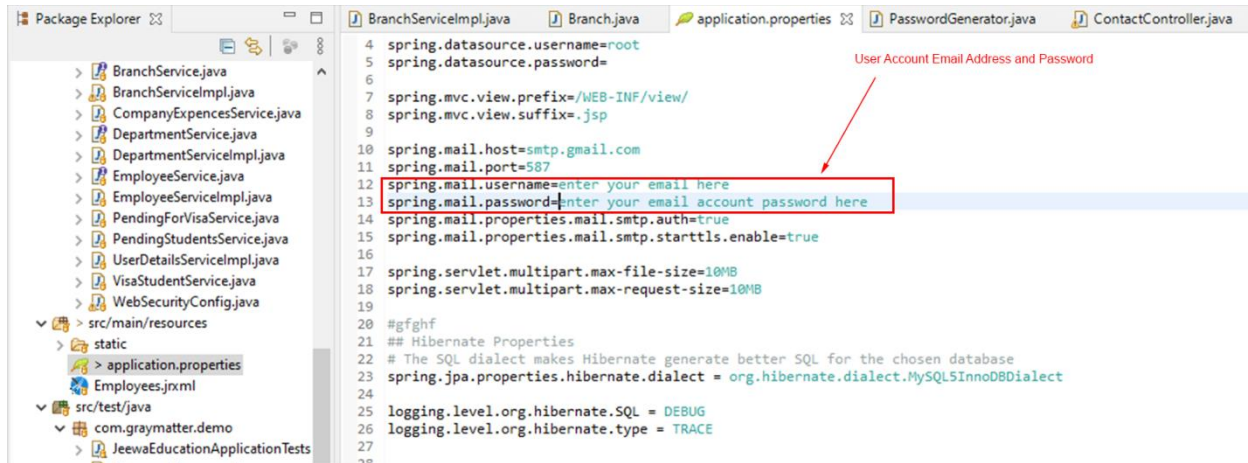 Package Explorer
BranchServiceImpl.java
Branch.java
application.properties
PasswordGenerator.java
ContactController.java
BranchService.java
BranchServiceImpl.java
CompanyExpencesService.java
DepartmentService.java
DepartmentServiceImpl.java
EmployeeService.java
EmployeeServiceImpl.java
PendingForVisaService.java
PendingStudentsService.java
UserDetailsServiceImpl.java
VisaStudentService.java
WebSecurityConfig.java
> src/main/resources
static
> application.properties
Employees.jrxml
src/test/java
com.graymatter.demo
JeewaEducationApplicationTests
User Account Email Address and Password
4 spring.datasource.username=root
5 spring.datasource.password=
6
7 spring.mvc.view.prefix=/WEB-INF/view/
8 spring.mvc.view.suffix=.jsp
9
10 spring.mail.host=smtp.gmail.com
11 spring.mail.port=587
12 spring.mail.username=enter your email here
13 spring.mail.password=enter your email account password here
14 spring.mail.properties.mail.smtp.auth=true
15 spring.mail.properties.mail.smtp.starttls.enable=true
16
17 spring.servlet.multipart.max-file-size=10MB
18 spring.servlet.multipart.max-request-size=10MB
19
20 #gfghf
21 ## Hibernate Properties
22 # The SQL dialect makes Hibernate generate better SQL for the chosen database
23 spring.jpa.properties.hibernate.dialect = org.hibernate.dialect.MySQL5InnoDBDialect
24
25 logging.level.org.hibernate.SQL = DEBUG
26 logging.level.org.hibernate.type = TRACE
27